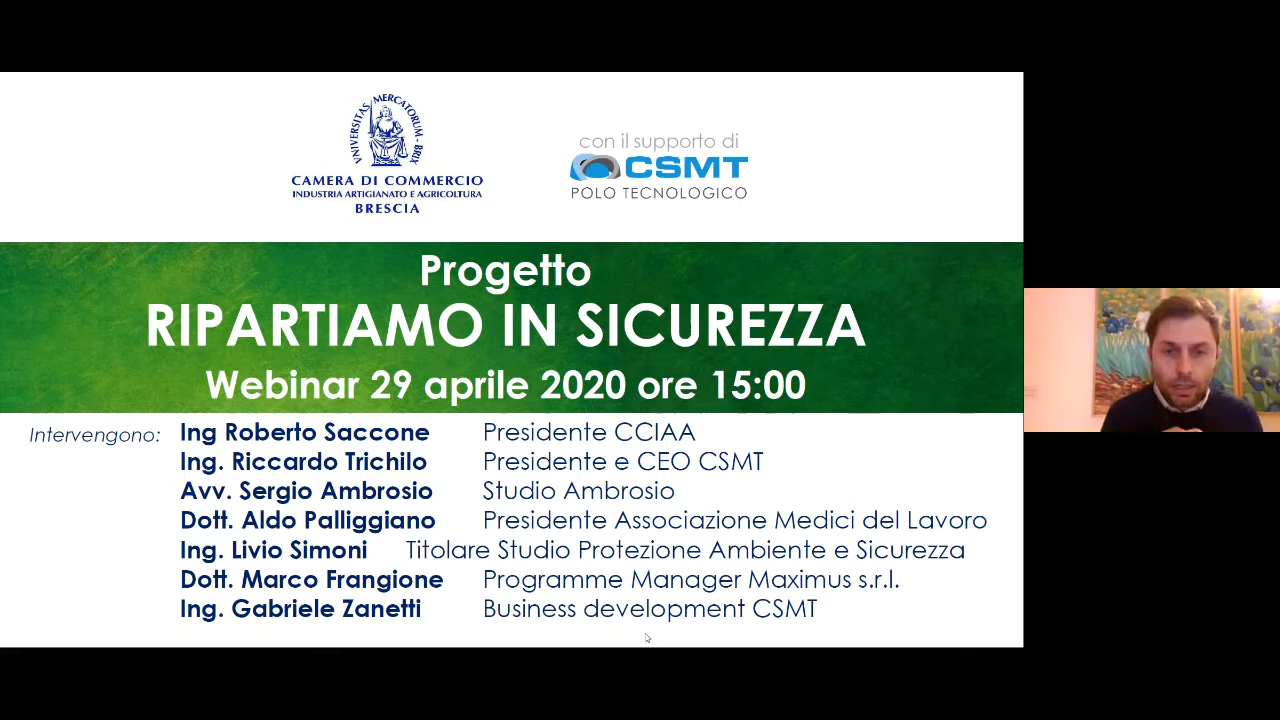 UNIVERSITAS MERCATORUM - BRIX
CAMERA DI COMMERCIO
INDUSTRIA ARTIGIANATO E AGRICOLTURA
BRESCIA
con il supporto di
CSMT
POLO TECNOLOGICO
Progetto
RIPARTIAMO IN SICUREZZA
Webinar 29 aprile 2020 ore 15:00
Intervengono: Ing Roberto Saccone Presidente CCIAA
Ing. Riccardo Trichilo Presidente e CEO CSMT
Avv. Sergio Ambrosio Studio Ambrosio
Dott. Aldo Palliggiano Presidente Associazione Medici del Lavoro
Ing. Livio Simoni Titolare Studio Protezione Ambiente e Sicurezza
Dott. Marco Frangione Programme Manager Maximus s.r.l.
Ing. Gabriele Zanetti Business development CSMT